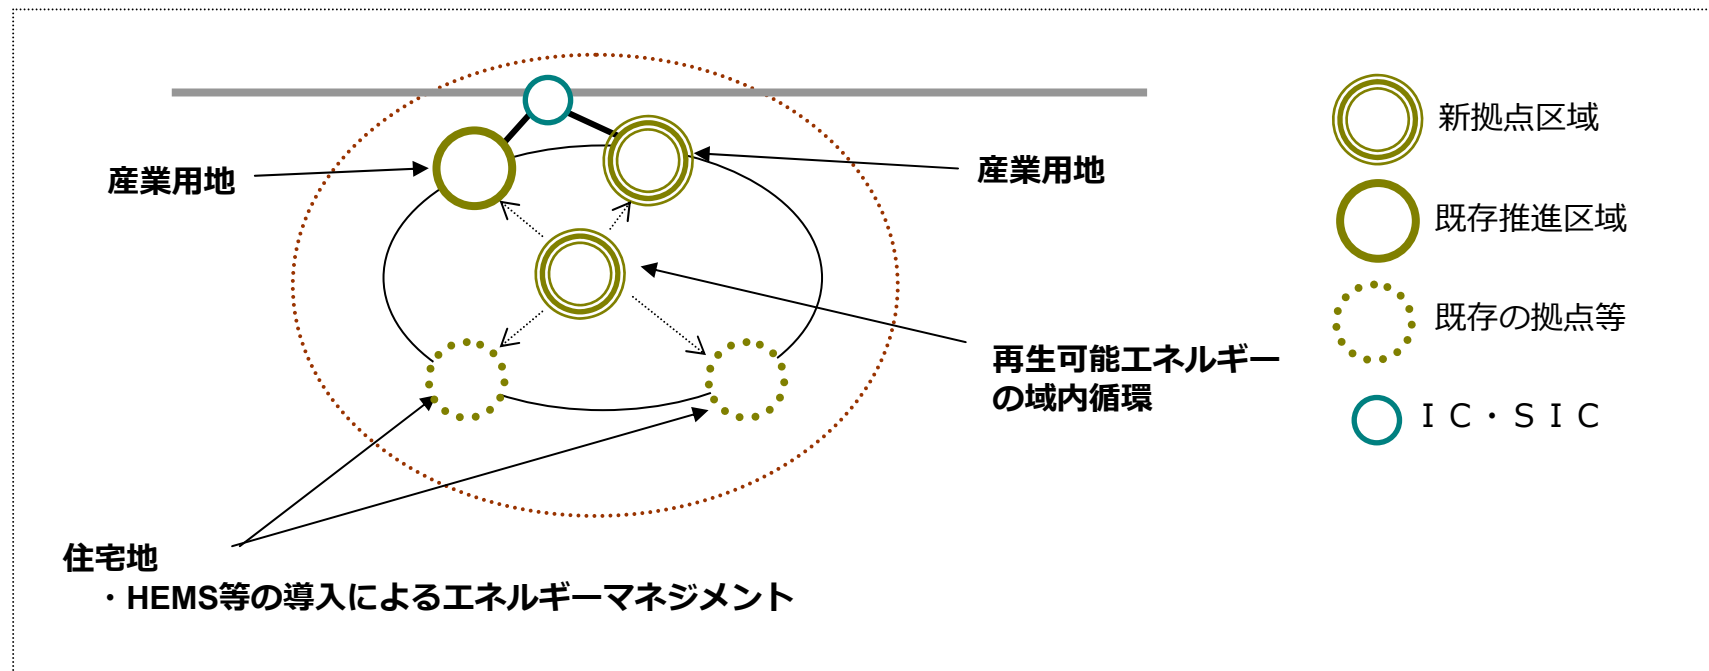 産業用地
産業用地
再生可能エネルギー
の域内循環
住宅地
・HEMS等の導入によるエネルギーマネジメント
新拠点区域
既存推進区域
既存の拠点等
ＩＣ・ＳＩＣ